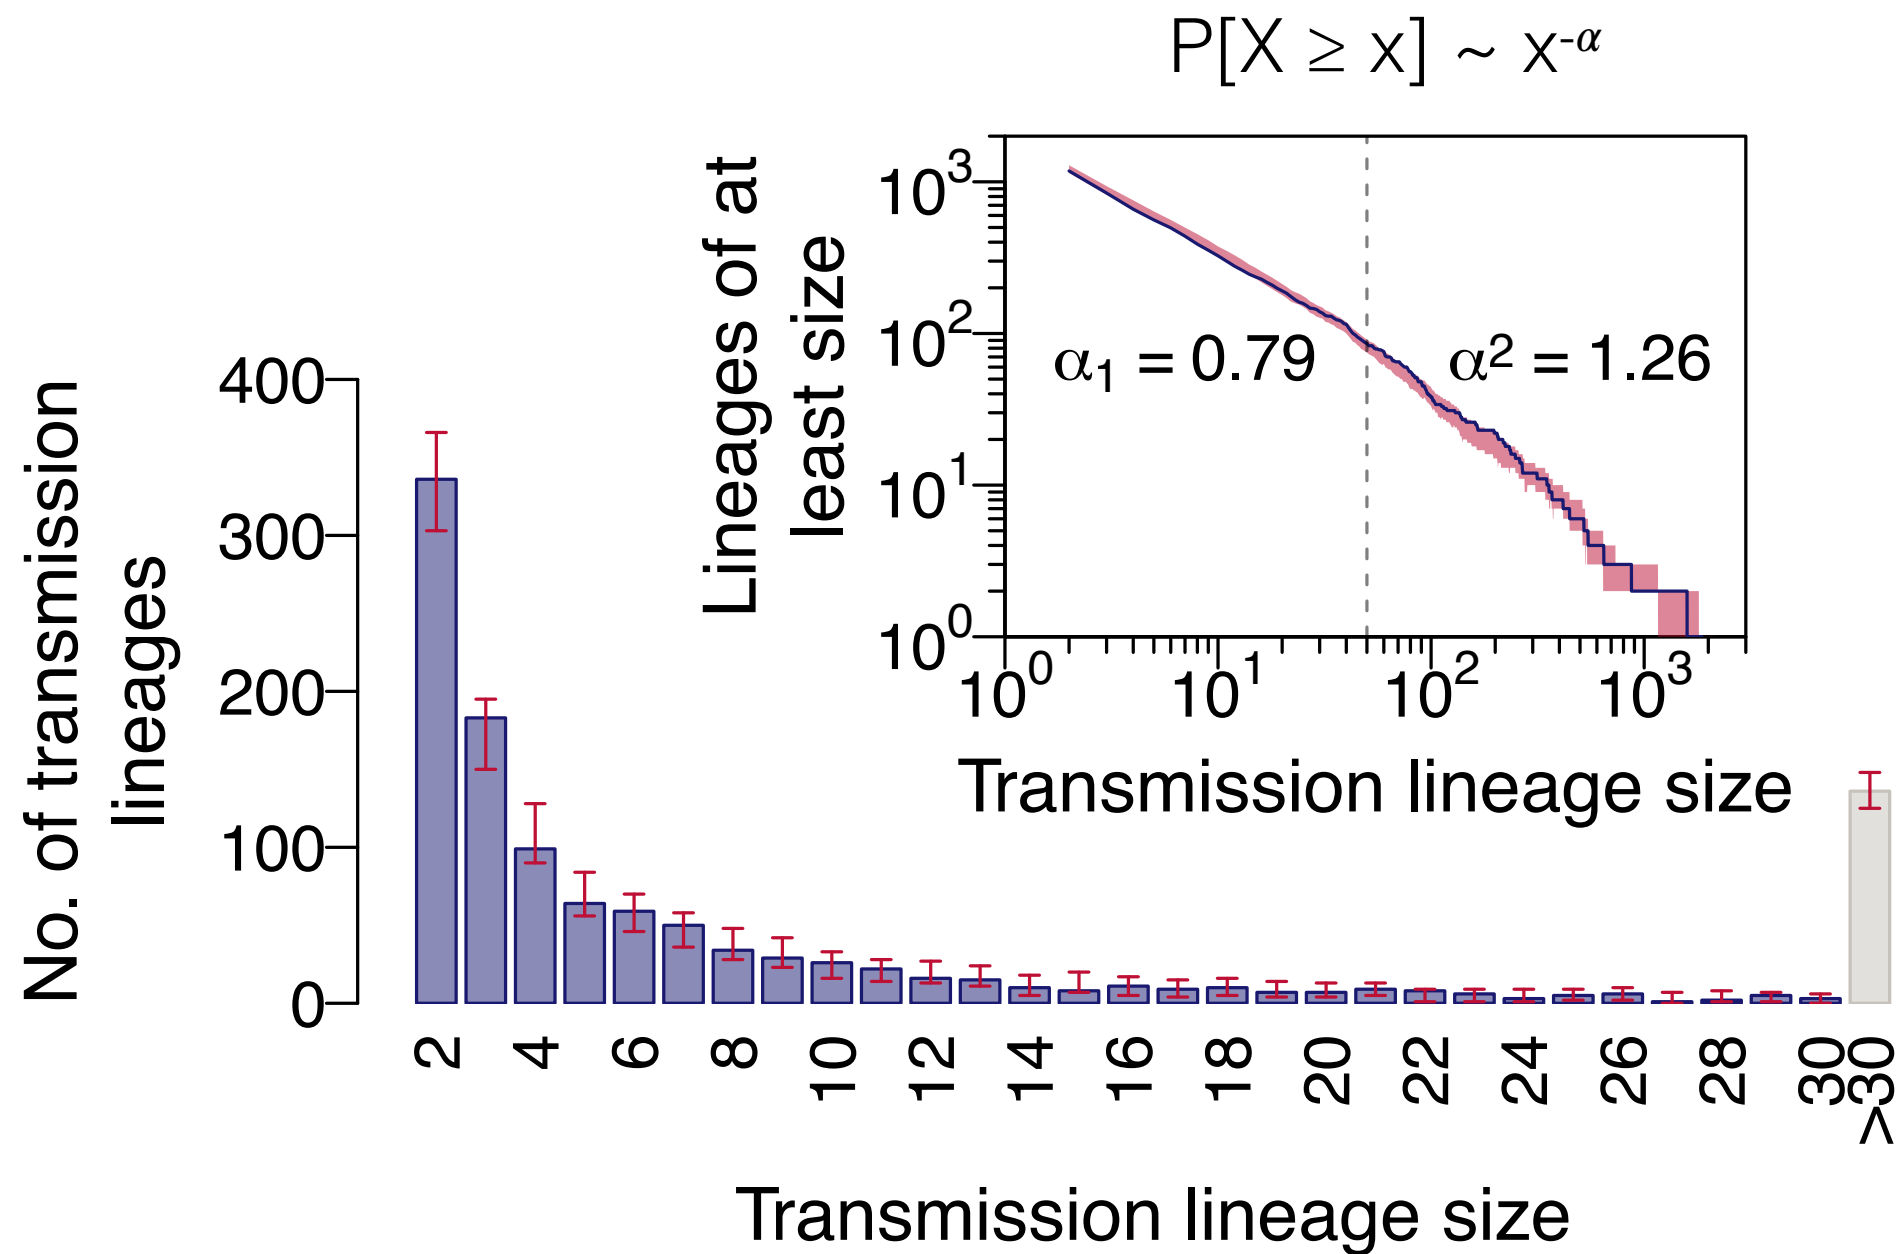 P[X ≥ x] ~ x^-α
Lineages of at
least size
10^3
10^2
10^1
10^0
α₁ = 0.79
α² = 1.26
10^0 10^1 10^2 10^3
Transmission lineage size
No. of transmission
lineages
400
300
200
100
0
2 4 6 8 10 12 14 16 18 20 22 24 26 28 30 >30
Transmission lineage size